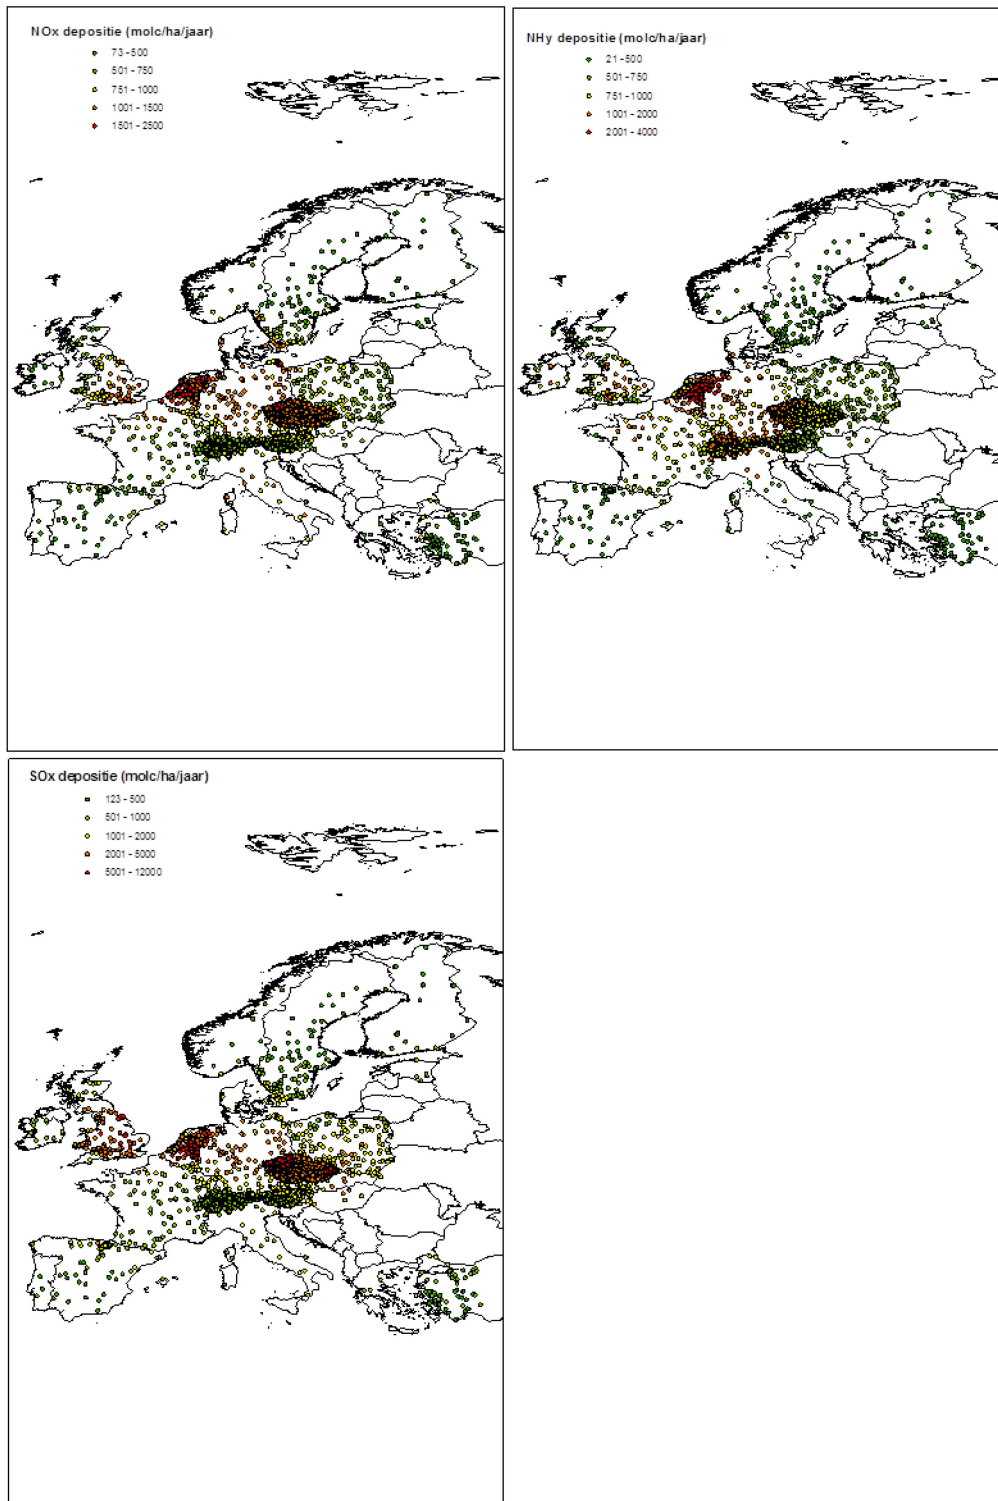 NOx depositie (molc/ha/jaar)
73 - 500
501 - 750
751 - 1000
1001 - 1500
1501 - 2500
NHy depositie (molc/ha/jaar)
21 - 500
501 - 750
751 - 1000
1001 - 2000
2001 - 4000
SOx depositie (molc/ha/jaar)
123 - 500
501 - 1000
1001 - 2000
2001 - 5000
5001 - 12000